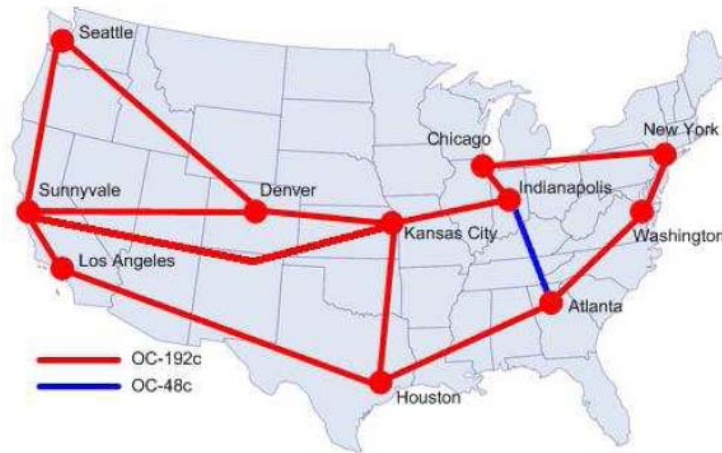 Seattle
New York
Chicago
Sunnyvale
Denver
Indianapolis
Kansas City
Washington
Los Angeles
Atlanta
OC-192c
OC-48c
Houston